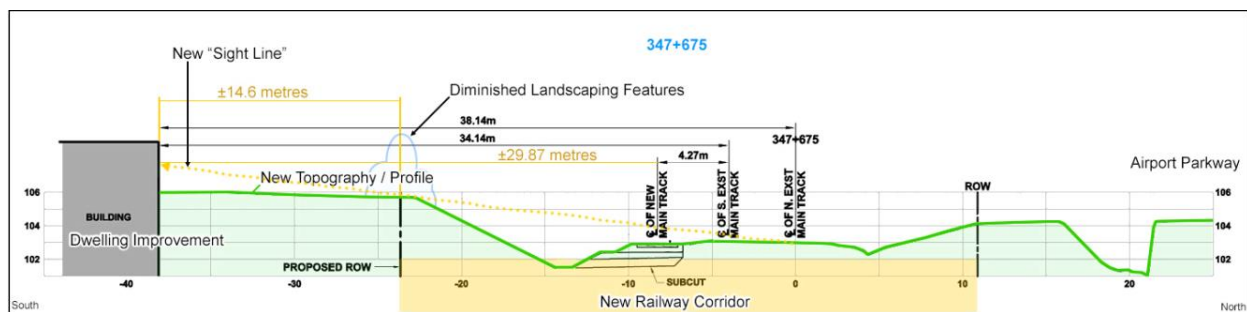 347+675
New "Sight Line"
±14.6 metres
Diminished Landscaping Features
38.14m
34.14m
347+675
±29.87 metres
4.27m
Airport Parkway
New Topography / Profile
℄ OF NEW
MAIN TRACK
℄ OF S. EXST
MAIN TRACK
℄ OF N. EXST
MAIN TRACK
ROW
106
104
102
106
104
102
BUILDING
Dwelling Improvement
PROPOSED ROW
SUBCUT
-40
-30
-20
-10
0
10
20
New Railway Corridor
South
North